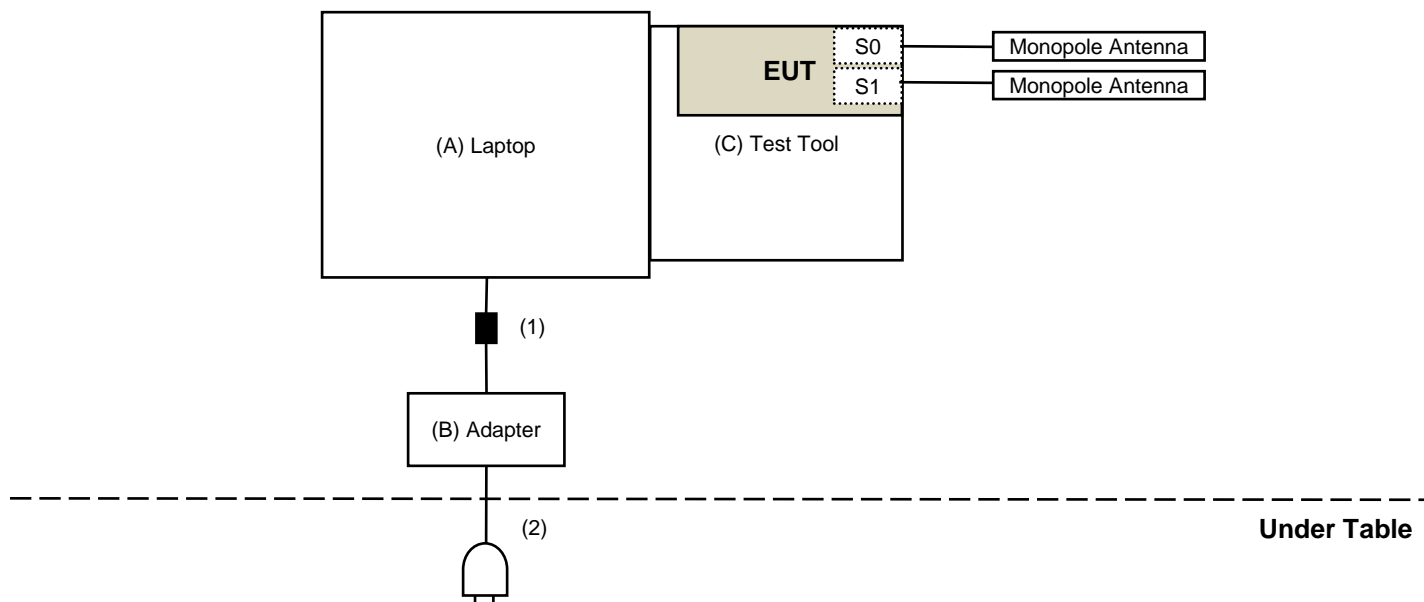 S0
Monopole Antenna
EUT
S1
Monopole Antenna
(A) Laptop
(C) Test Tool
(1)
(B) Adapter
(2)
Under Table